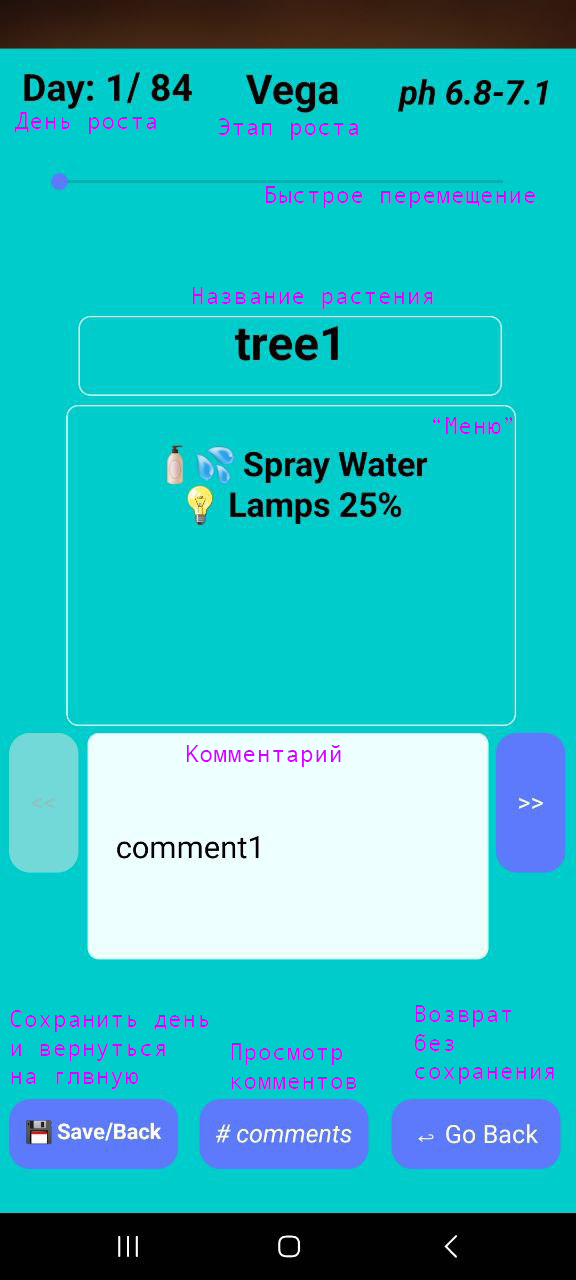 Day: 1/ 84 Vega ph 6.8-7.1
День роста Этап роста
Быстрое перемещение
Название растения
tree1
“Меню”
🧴💦 Spray Water
💡 Lamps 25%
Комментарий
<< >>
comment1
Сохранить день
и вернуться
на глвную
Просмотр
комментов
Возврат
без
сохранения
💾 Save/Back # comments ↩ Go Back